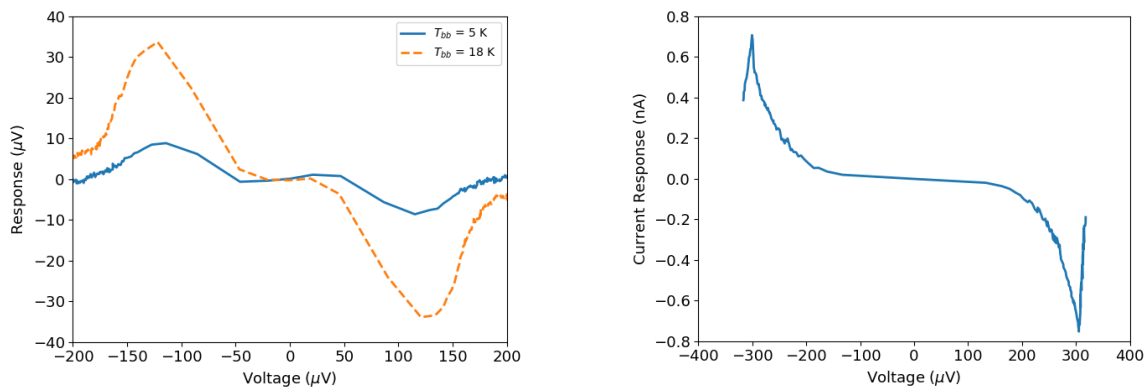 40
30
20
10
0
−10
−20
−30
−40
Response (μV)
−200 −150 −100 −50 0 50 100 150 200
Voltage (μV)
T_bb = 5 K
T_bb = 18 K
0.8
0.6
0.4
0.2
0.0
−0.2
−0.4
−0.6
−0.8
Current Response (nA)
−400 −300 −200 −100 0 100 200 300 400
Voltage (μV)